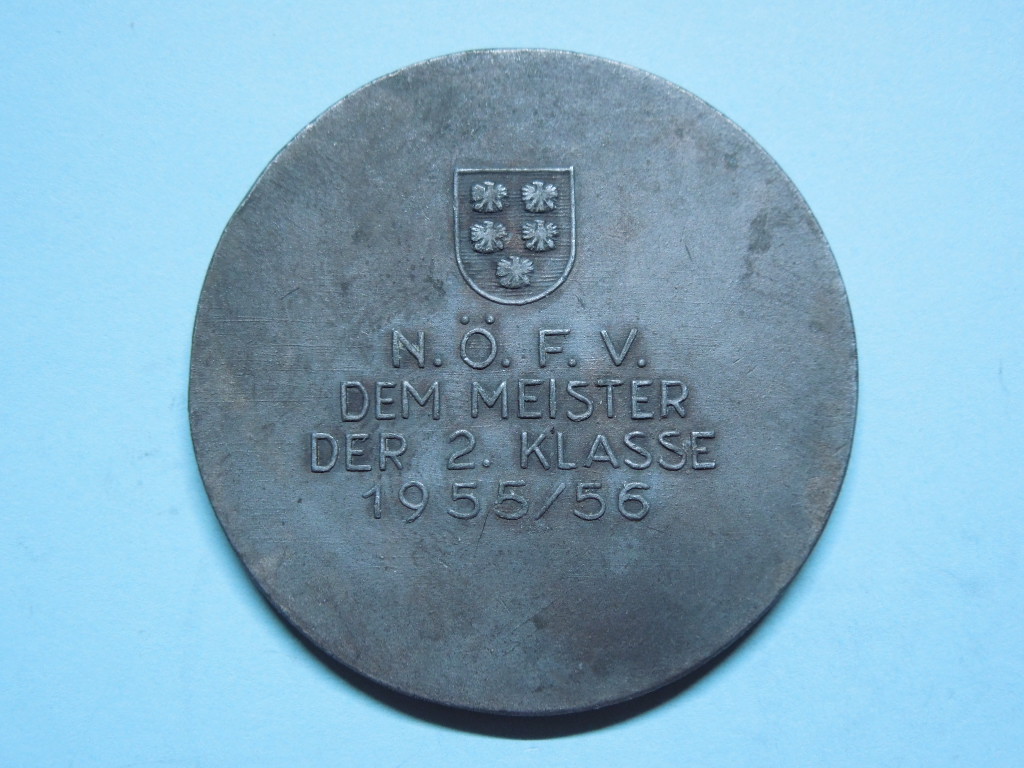 N. Ö. F. V.
DEM MEISTER
DER 2. KLASSE
1955/56